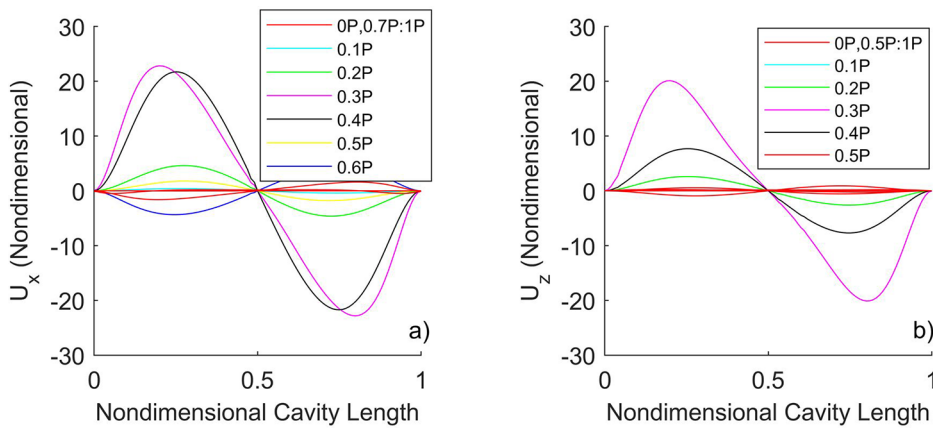 30
20
10
0
-10
-20
-30
U_x (Nondimensional)
0P,0.7P:1P
0.1P
0.2P
0.3P
0.4P
0.5P
0.6P
a)
0
0.5
1
Nondimensional Cavity Length
30
20
10
0
-10
-20
-30
U_z (Nondimensional)
0P,0.5P:1P
0.1P
0.2P
0.3P
0.4P
0.5P
b)
0
0.5
1
Nondimensional Cavity Length